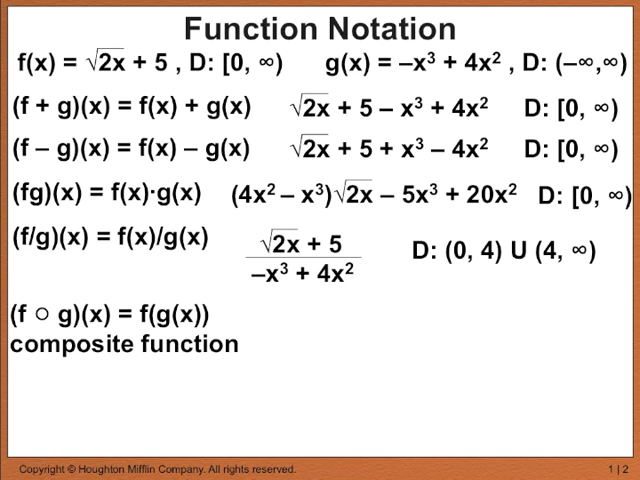 Function Notation
f(x) = √2x + 5 , D: [0, ∞) g(x) = –x³ + 4x² , D: (–∞,∞)
(f + g)(x) = f(x) + g(x) √2x + 5 – x³ + 4x² D: [0, ∞)
(f – g)(x) = f(x) – g(x) √2x + 5 + x³ – 4x² D: [0, ∞)
(fg)(x) = f(x)·g(x) (4x² – x³)√2x – 5x³ + 20x² D: [0, ∞)
(f/g)(x) = f(x)/g(x)
√2x + 5
–x³ + 4x²
D: (0, 4) U (4, ∞)
(f ○ g)(x) = f(g(x))
composite function
Copyright © Houghton Mifflin Company. All rights reserved. 1 | 2